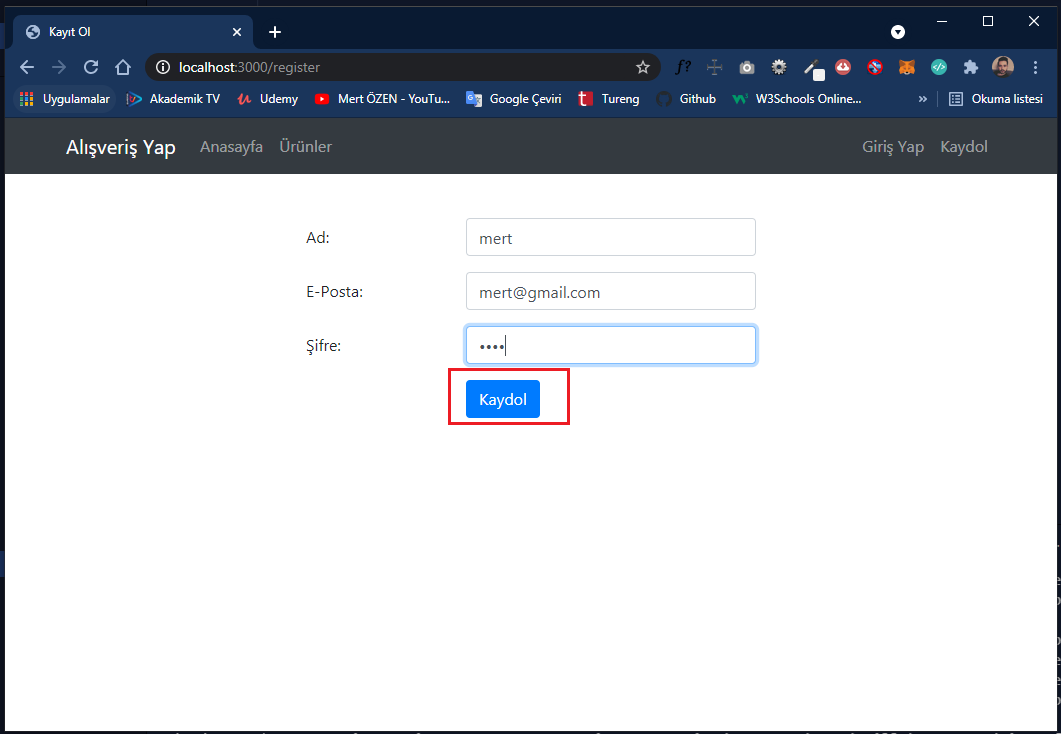 Kayıt Ol
localhost:3000/register
f?
Uygulamalar Akademik TV Udemy Mert ÖZEN - YouTu... Google Çeviri Tureng Github W3Schools Online... » Okuma listesi
Alışveriş Yap Anasayfa Ürünler Giriş Yap Kaydol
Ad: mert
E-Posta: mert@gmail.com
Şifre: ••••
Kaydol